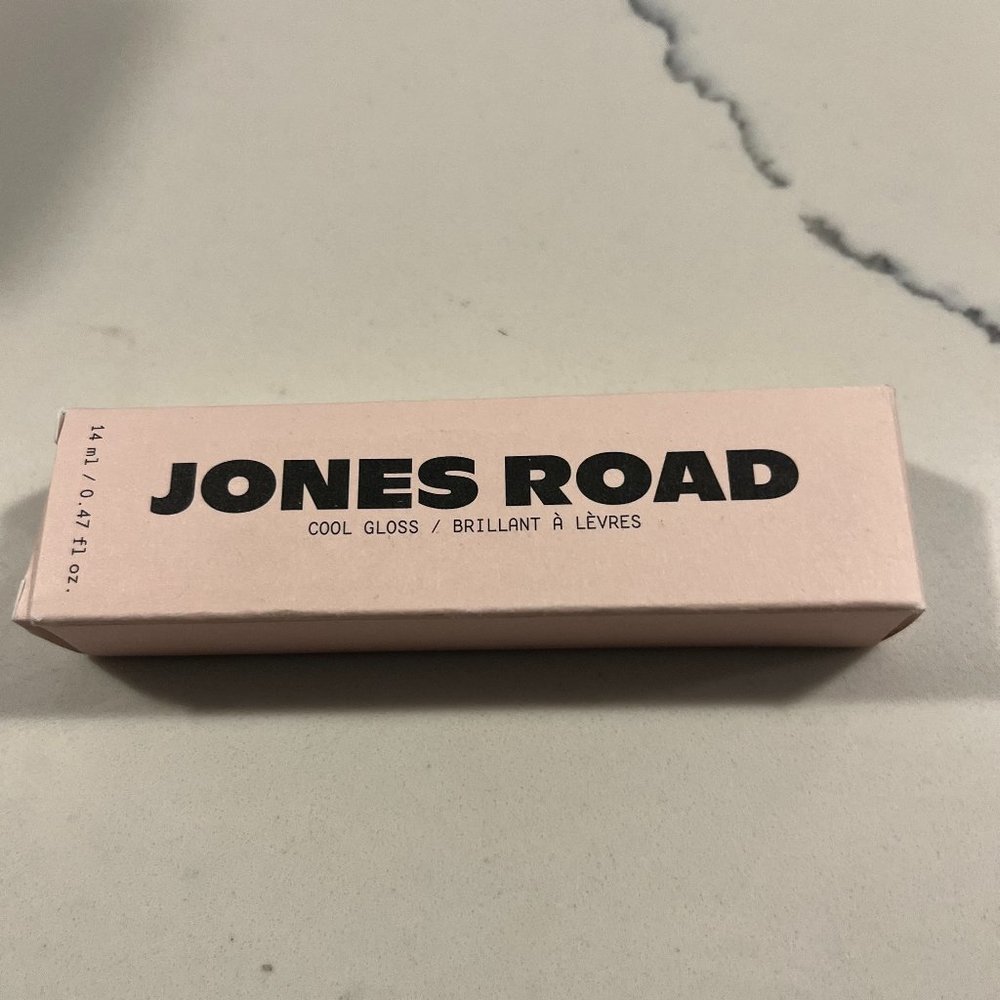 JONES ROAD
COOL GLOSS / BRILLANT À LÈVRES
14 ml / 0.47 fl oz.